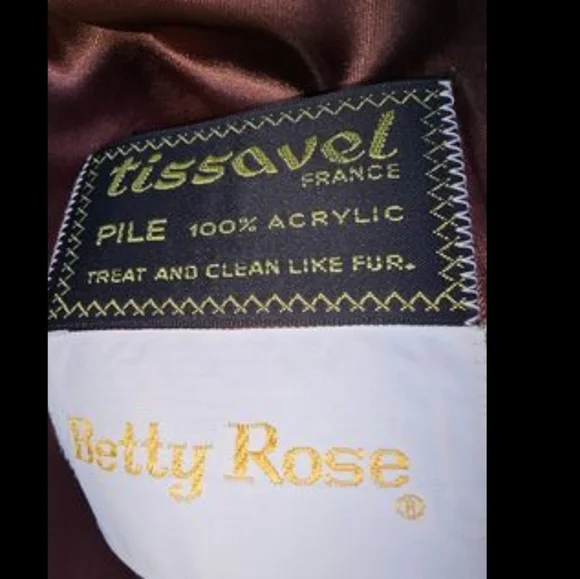 tissavel
FRANCE
PILE 100% ACRYLIC
TREAT AND CLEAN LIKE FUR.
Betty Rose
®